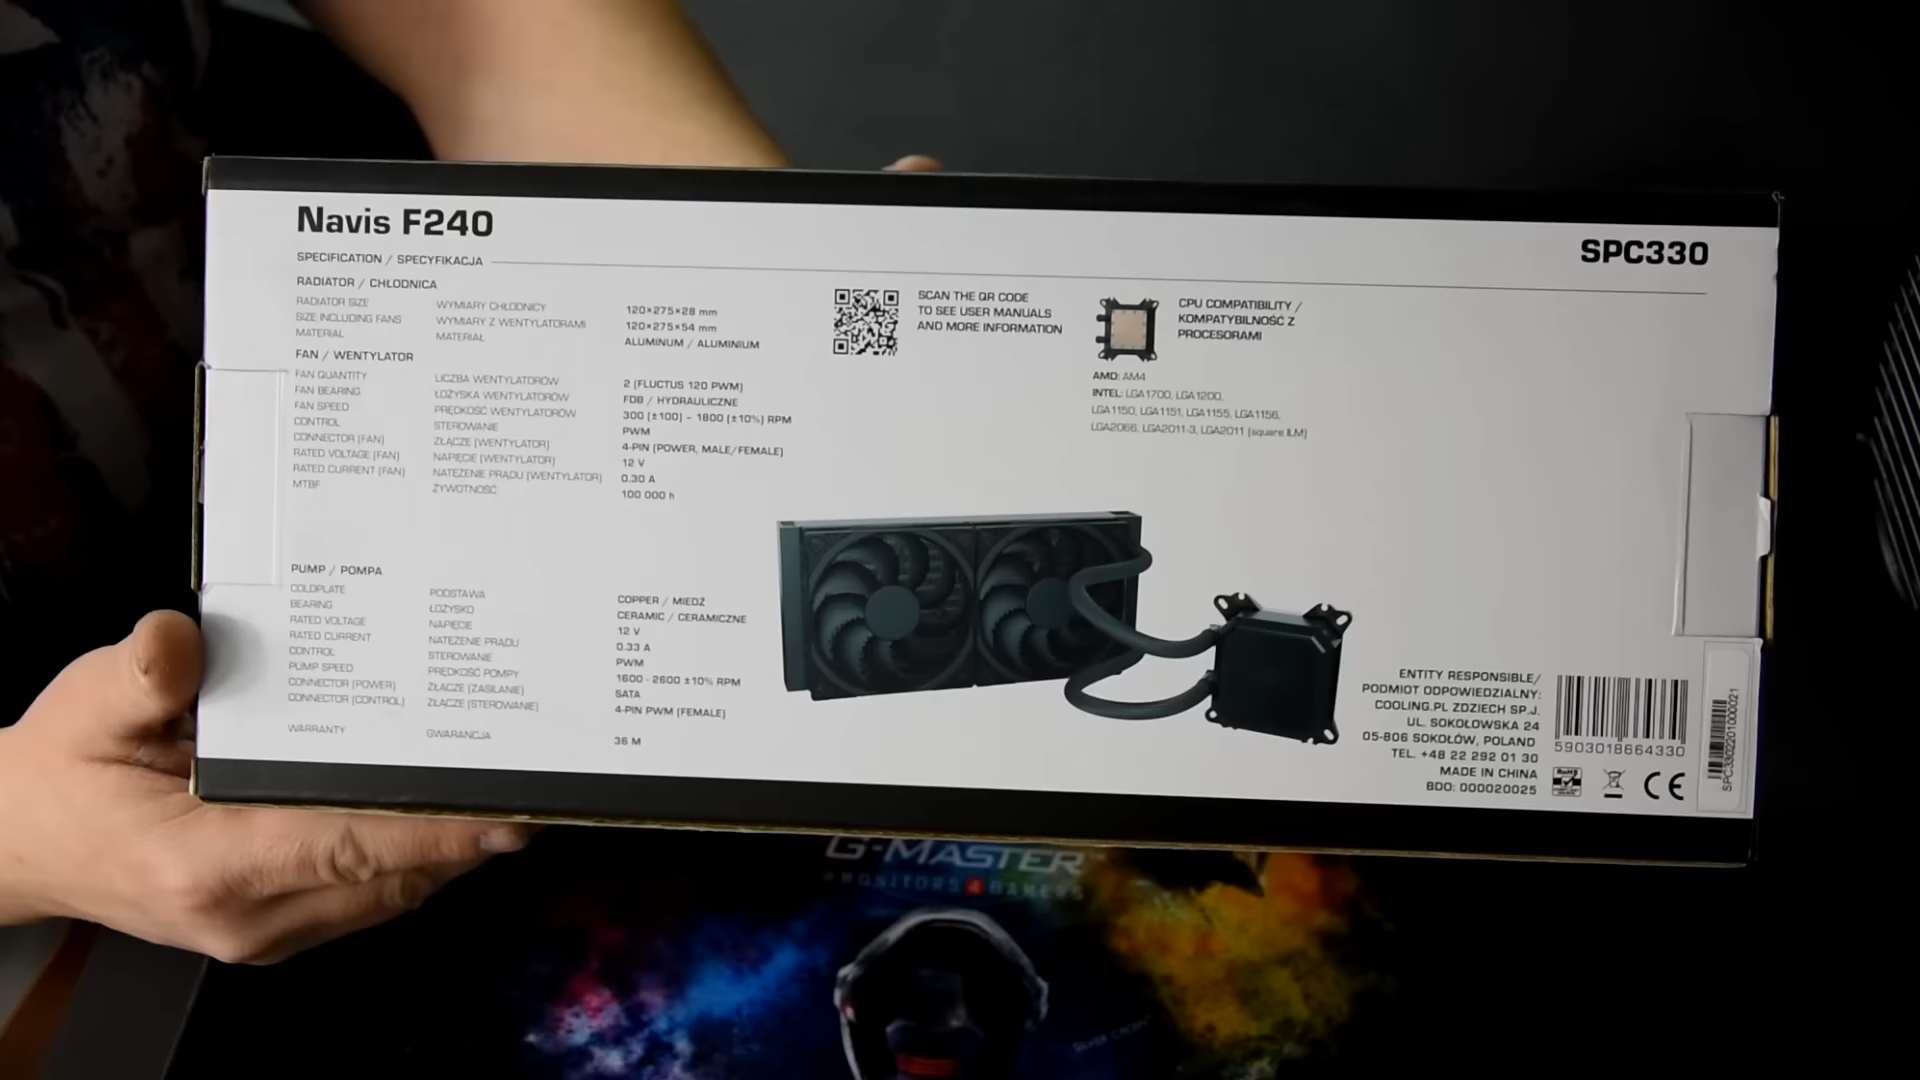 Navis F240
SPC330
SPECIFICATION / SPECYFIKACJA
RADIATOR / CHŁODNICA
RADIATOR SIZE WYMIARY CHŁODNICY 120×275×28 mm
SIZE INCLUDING FANS WYMIARY Z WENTYLATORAMI 120×275×54 mm
MATERIAL MATERIAŁ ALUMINUM / ALUMINIUM
FAN / WENTYLATOR
FAN QUANTITY LICZBA WENTYLATORÓW 2 (FLUCTUS 120 PWM)
FAN BEARING ŁOŻYSKA WENTYLATORÓW FDB / HYDRAULICZNE
FAN SPEED PRĘDKOŚĆ WENTYLATORÓW 300 (±100) – 1800 (±10%) RPM
CONTROL STEROWANIE PWM
CONNECTOR (FAN) ZŁĄCZE (WENTYLATOR) 4-PIN (POWER, MALE/FEMALE)
RATED VOLTAGE (FAN) NAPIĘCIE (WENTYLATOR) 12 V
RATED CURRENT (FAN) NATĘŻENIE PRĄDU (WENTYLATOR) 0.30 A
MTBF ŻYWOTNOŚĆ 100 000 h
PUMP / POMPA
COLDPLATE PODSTAWA COPPER / MIEDŹ
BEARING ŁOŻYSKO CERAMIC / CERAMICZNE
RATED VOLTAGE NAPIĘCIE 12 V
RATED CURRENT NATĘŻENIE PRĄDU 0.33 A
CONTROL STEROWANIE PWM
PUMP SPEED PRĘDKOŚĆ POMPY 1600 - 2600 ±10% RPM
CONNECTOR (POWER) ZŁĄCZE (ZASILANIE) SATA
CONNECTOR (CONTROL) ZŁĄCZE (STEROWANIE) 4-PIN PWM (FEMALE)
WARRANTY GWARANCJA 36 M
SCAN THE QR CODE
TO SEE USER MANUALS
AND MORE INFORMATION
CPU COMPATIBILITY /
KOMPATYBILNOŚĆ Z
PROCESORAMI
AMD: AM4
INTEL: LGA1700, LGA1200,
LGA1150, LGA1151, LGA1155, LGA1156,
LGA2066, LGA2011-3, LGA2011 (square ILM)
ENTITY RESPONSIBLE/
PODMIOT ODPOWIEDZIALNY:
COOLING.PL ZDZIECH SP.J.
UL. SOKOŁOWSKA 24
05-806 SOKOŁÓW, POLAND
TEL. +48 22 292 01 30
MADE IN CHINA
BDO: 000020025
5903018664330
RoHS
CE
SPC3302201000021
G-MASTER
#MONITORS4GAMERS
SILVER CROW